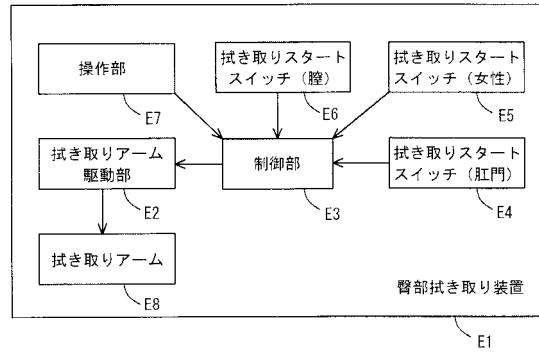 操作部
E7
拭き取りスタート
スイッチ（膣）
E6
拭き取りスタート
スイッチ（女性）
E5
拭き取りアーム
駆動部
E2
制御部
E3
拭き取りスタート
スイッチ（肛門）
E4
拭き取りアーム
E8
臀部拭き取り装置
E1